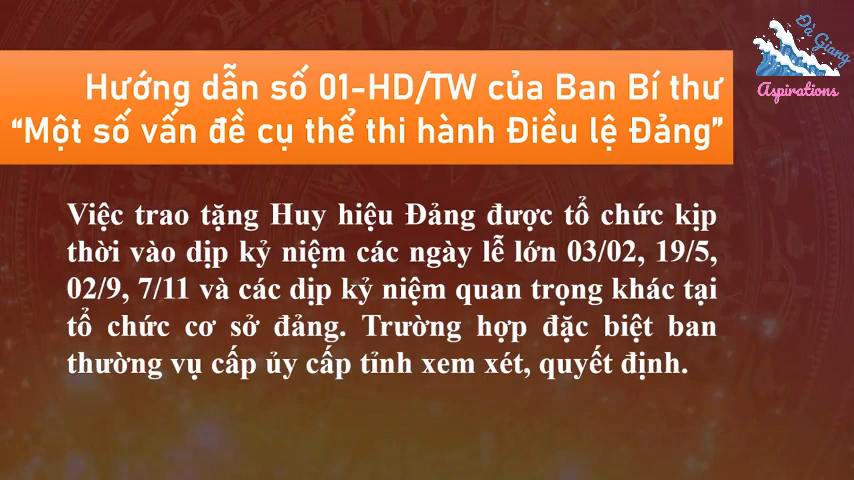 Hướng dẫn số 01-HD/TW của Ban Bí thư
“Một số vấn đề cụ thể thi hành Điều lệ Đảng”
Đà Giang
Aspirations
Việc trao tặng Huy hiệu Đảng được tổ chức kịp
thời vào dịp kỷ niệm các ngày lễ lớn 03/02, 19/5,
02/9, 7/11 và các dịp kỷ niệm quan trọng khác tại
tổ chức cơ sở đảng. Trường hợp đặc biệt ban
thường vụ cấp ủy cấp tỉnh xem xét, quyết định.